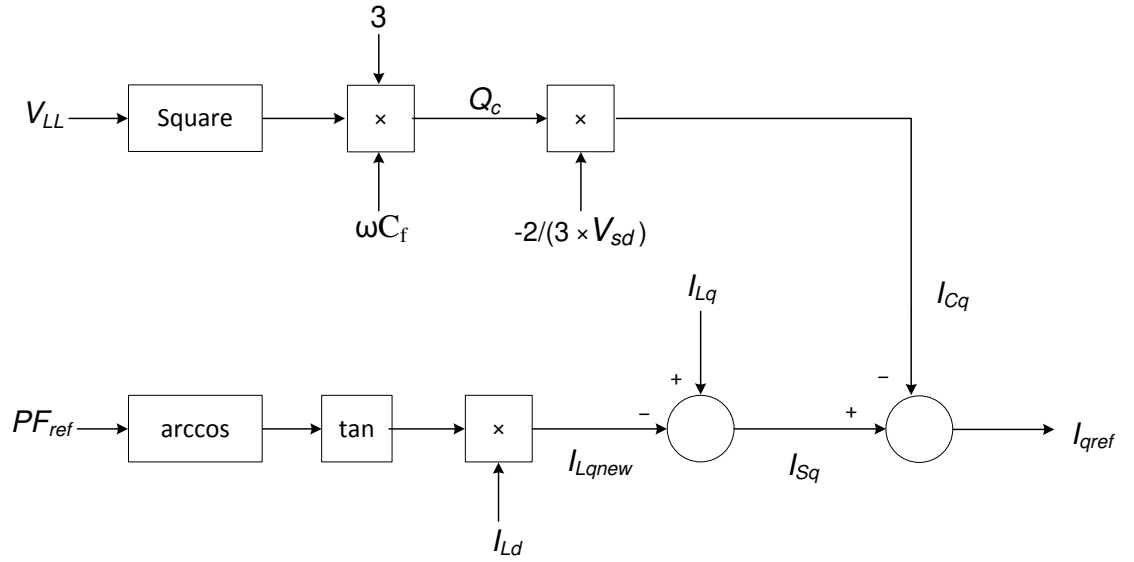 3
V_LL
Square
×
Q_c
×
ωC_f
-2/(3 × V_sd)
I_Lq
I_Cq
+
−
PF_ref
arccos
tan
×
−
+
I_qref
I_Lqnew
I_Sq
I_Ld